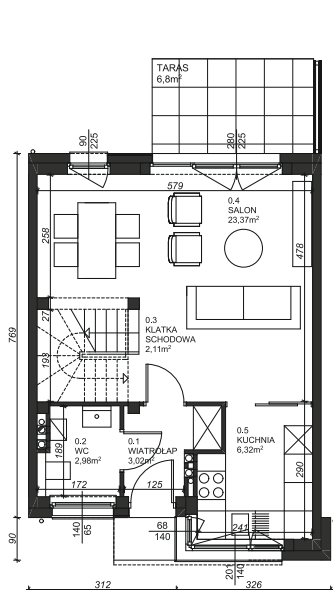 TARAS
6,8m²
90
225
280
225
579
0.4
SALON
23,37m²
258
478
27
0.3
KLATKA
SCHODOWA
2,11m²
193
769
0.2
WC
2,98m²
189
0.1
WIATROŁAP
3,02m²
0.5
KUCHNIA
6,32m²
290
172
125
140
65
68
140
241
201
140
90
312
326